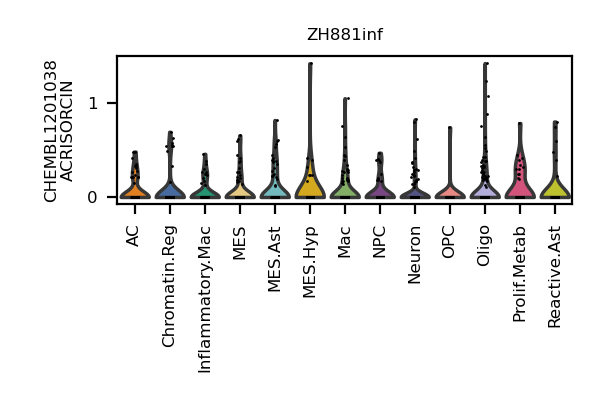 ZH881inf
CHEMBL1201038
ACRISORCIN
1
0
AC
Chromatin.Reg
Inflammatory.Mac
MES
MES.Ast
MES.Hyp
Mac
NPC
Neuron
OPC
Oligo
Prolif.Metab
Reactive.Ast